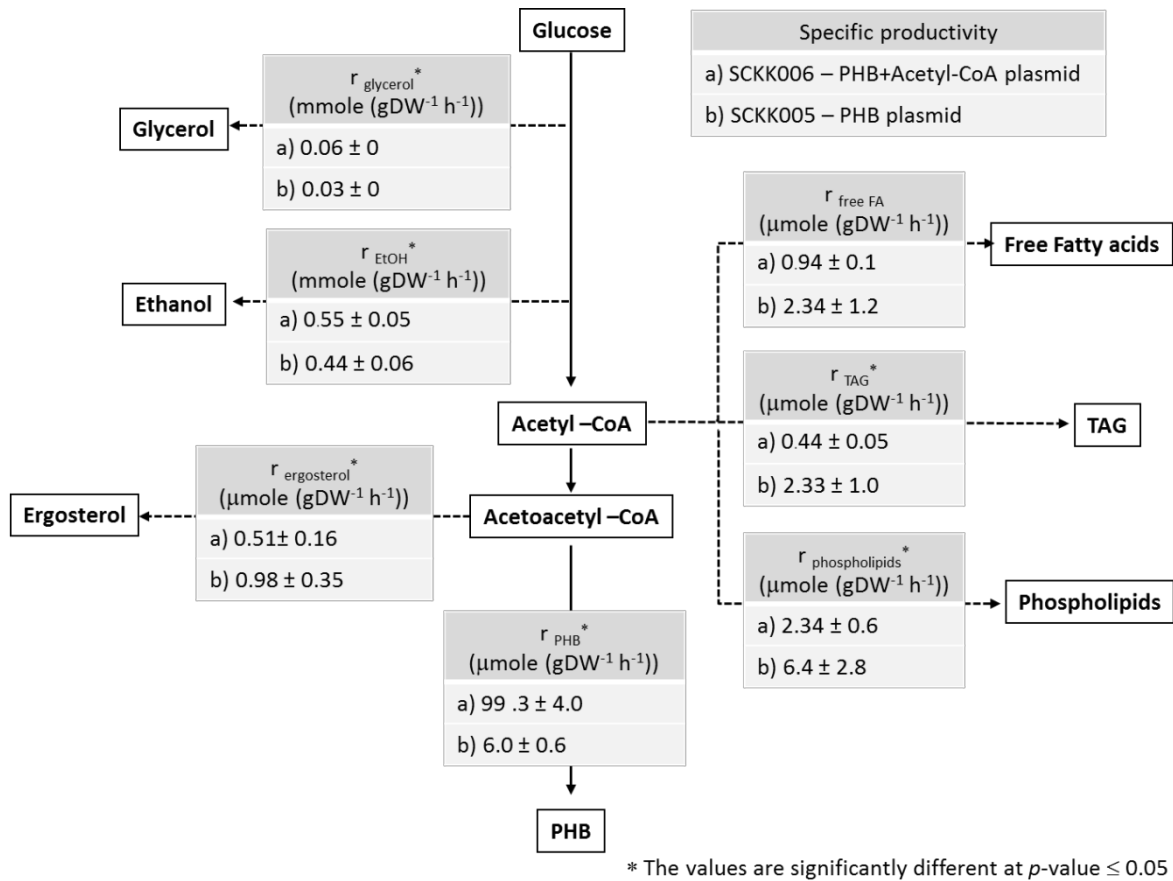 Glucose
Specific productivity
a) SCKK006 – PHB+Acetyl-CoA plasmid
b) SCKK005 – PHB plasmid
r glycerol*
(mmole (gDW-1 h-1))
a) 0.06 ± 0
b) 0.03 ± 0
Glycerol
r EtOH*
(mmole (gDW-1 h-1))
a) 0.55 ± 0.05
b) 0.44 ± 0.06
Ethanol
r free FA
(μmole (gDW-1 h-1))
a) 0.94 ± 0.1
b) 2.34 ± 1.2
Free Fatty acids
Acetyl –CoA
r TAG*
(μmole (gDW-1 h-1))
a) 0.44 ± 0.05
b) 2.33 ± 1.0
TAG
r ergosterol*
(μmole (gDW-1 h-1))
a) 0.51± 0.16
b) 0.98 ± 0.35
Ergosterol
Acetoacetyl –CoA
r phospholipids*
(μmole (gDW-1 h-1))
a) 2.34 ± 0.6
b) 6.4 ± 2.8
Phospholipids
r PHB*
(μmole (gDW-1 h-1))
a) 99 .3 ± 4.0
b) 6.0 ± 0.6
PHB
* The values are significantly different at p-value ≤ 0.05